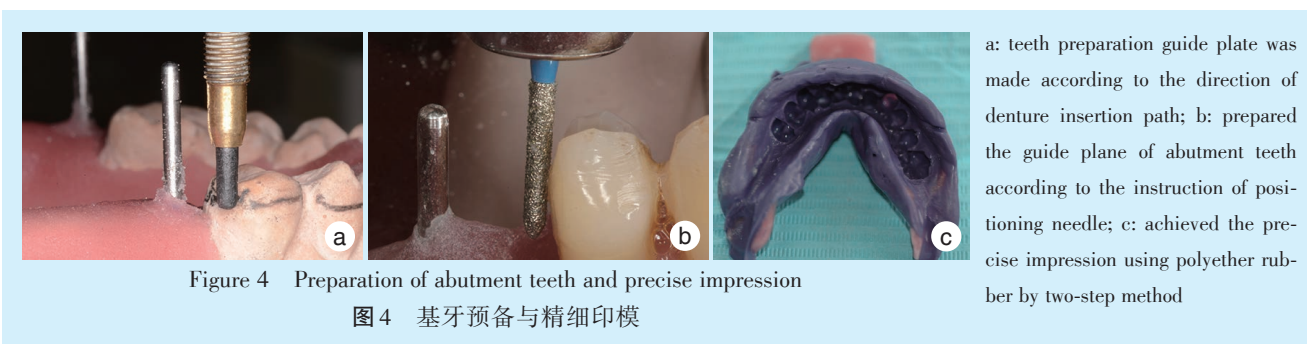 a
b
c
a: teeth preparation guide plate was
made according to the direction of
denture insertion path; b: prepared
the guide plane of abutment teeth
according to the instruction of posi-
tioning needle; c: achieved the pre-
cise impression using polyether rub-
ber by two-step method
Figure 4 Preparation of abutment teeth and precise impression
图4 基牙预备与精细印模